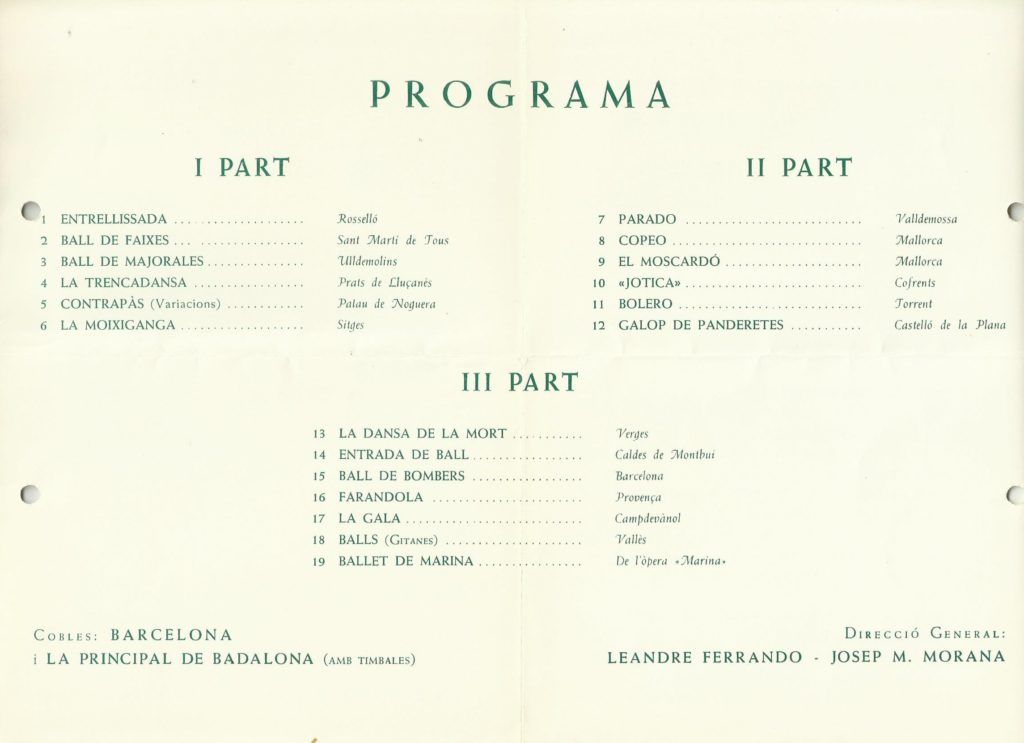 PROGRAMA
I PART
1 ENTRELLISSADA ................... Rosselló
2 BALL DE FAIXES ... ................ Sant Martí de Tous
3 BALL DE MAJORALES .............. Ulldemolins
4 LA TRENCADANSA ................ Prats de Lluçanès
5 CONTRAPÀS (Variacions) ........... Palau de Noguera
6 LA MOIXIGANGA .................. Sitges
II PART
7 PARADO .......................... Valldemossa
8 COPEO ............................ Mallorca
9 EL MOSCARDÓ .................... Mallorca
10 «JOTICA» .......................... Cofrents
11 BOLERO ........................... Torrent
12 GALOP DE PANDERETES .......... Castelló de la Plana
III PART
13 LA DANSA DE LA MORT .......... Verges
14 ENTRADA DE BALL ................ Caldes de Montbui
15 BALL DE BOMBERS ................ Barcelona
16 FARANDOLA ...................... Provença
17 LA GALA .......................... Campdevànol
18 BALLS (GITANES) .................... Vallès
19 BALLET DE MARINA ............... De l'òpera «Marina»
COBLES: BARCELONA
i LA PRINCIPAL DE BADALONA (AMB TIMBALES)
DIRECCIÓ GENERAL:
LEANDRE FERRANDO - JOSEP M. MORANA